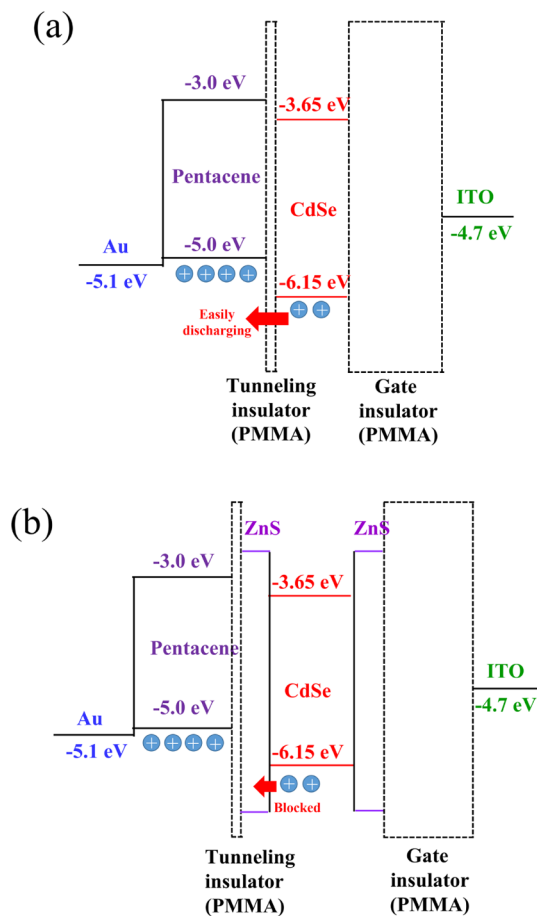 (a)
-3.0 eV
-3.65 eV
Pentacene
CdSe
ITO
-4.7 eV
Au
-5.0 eV
-5.1 eV
+ + + +
-6.15 eV
+ +
Easily
discharging
Tunneling
insulator
(PMMA)
Gate
insulator
(PMMA)
(b)
ZnS
ZnS
-3.0 eV
-3.65 eV
Pentacene
CdSe
ITO
-4.7 eV
Au
-5.0 eV
-5.1 eV
+ + + +
-6.15 eV
+ +
Blocked
Tunneling
insulator
(PMMA)
Gate
insulator
(PMMA)